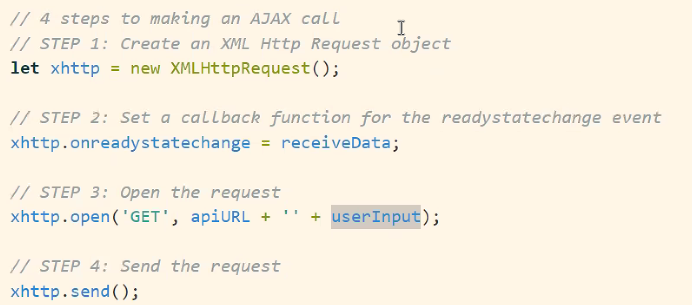 // 4 steps to making an AJAX call
// STEP 1: Create an XML Http Request object
let xhttp = new XMLHttpRequest();
// STEP 2: Set a callback function for the readystatechange event
xhttp.onreadystatechange = receiveData;
// STEP 3: Open the request
xhttp.open('GET', apiURL + '' + userInput);
// STEP 4: Send the request
xhttp.send();